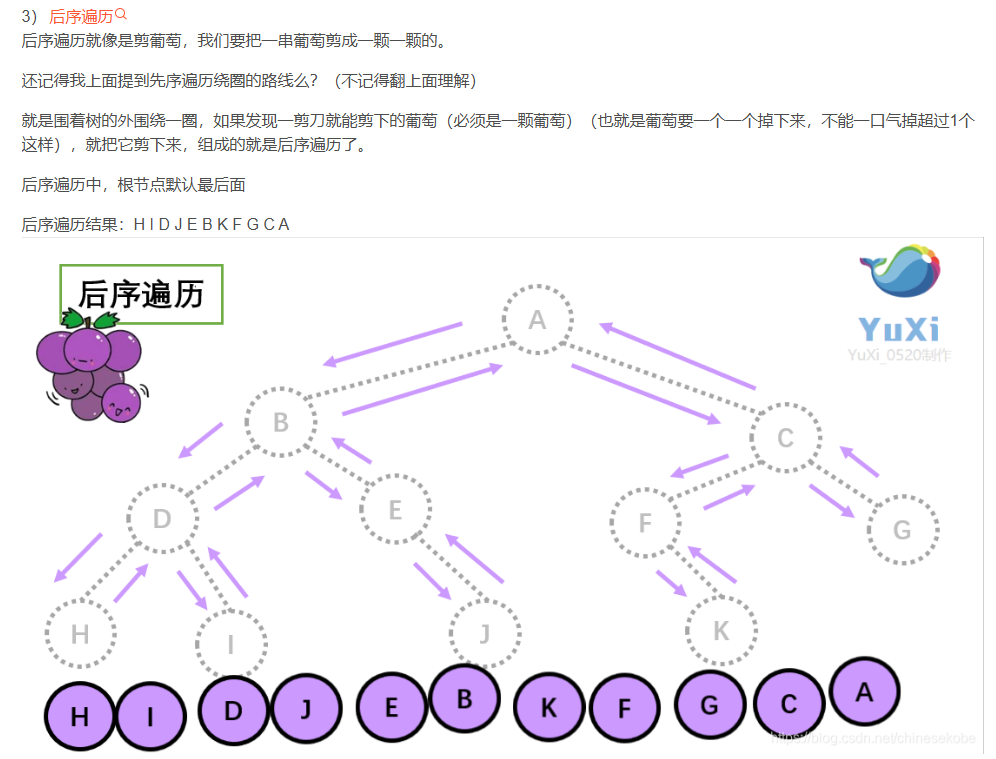 3） 后序遍历
后序遍历就像是剪葡萄，我们要把一串葡萄剪成一颗一颗的。
还记得我上面提到先序遍历绕圈的路线么？（不记得翻上面理解）
就是围着树的外围绕一圈，如果发现一剪刀就能剪下的葡萄（必须是一颗葡萄）（也就是葡萄要一个一个掉下来，不能一口气掉超过1个
这样），就把它剪下来，组成的就是后序遍历了。
后序遍历中，根节点默认最后面
后序遍历结果：H I D J E B K F G C A
后序遍历
YuXi
YuXi_0520制作
A
B
C
D
E
F
G
H
I
J
K
H I D J E B K F G C A
https://blog.csdn.net/chinesekobe